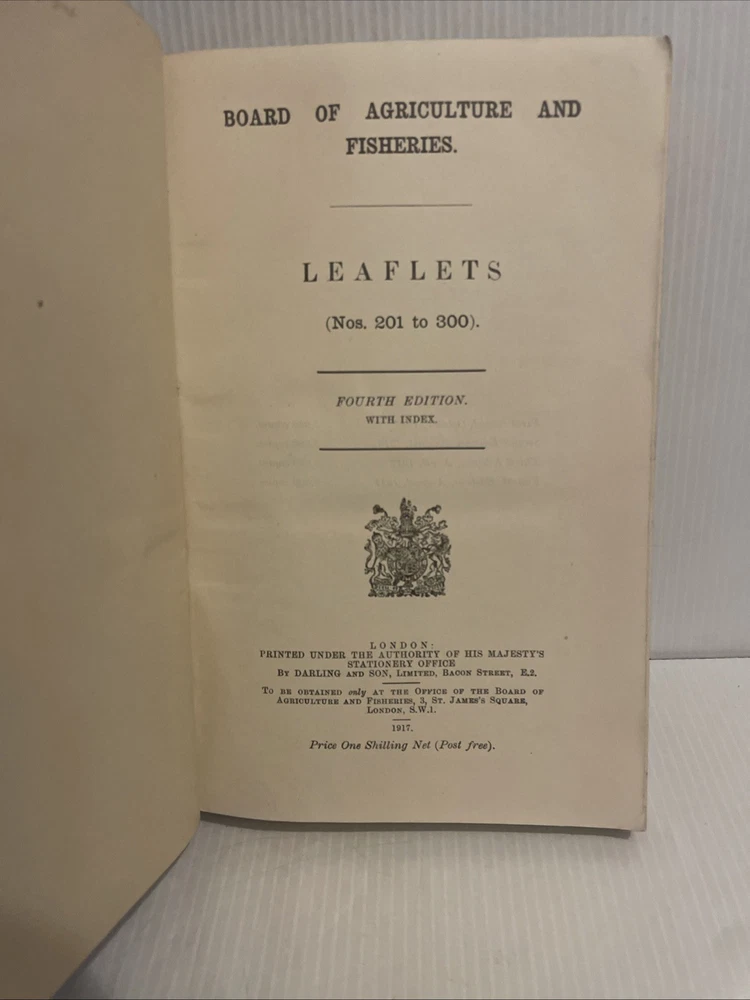 BOARD OF AGRICULTURE AND
FISHERIES.
LEAFLETS
(Nos. 201 to 300).
FOURTH EDITION.
WITH INDEX.
LONDON:
PRINTED UNDER THE AUTHORITY OF HIS MAJESTY'S
STATIONERY OFFICE
BY DARLING AND SON, LIMITED, BACON STREET, E.2.
TO BE OBTAINED only AT THE OFFICE OF THE BOARD OF
AGRICULTURE AND FISHERIES, 3, ST. JAMES'S SQUARE,
LONDON, S.W.1.
1917.
Price One Shilling Net (Post free).